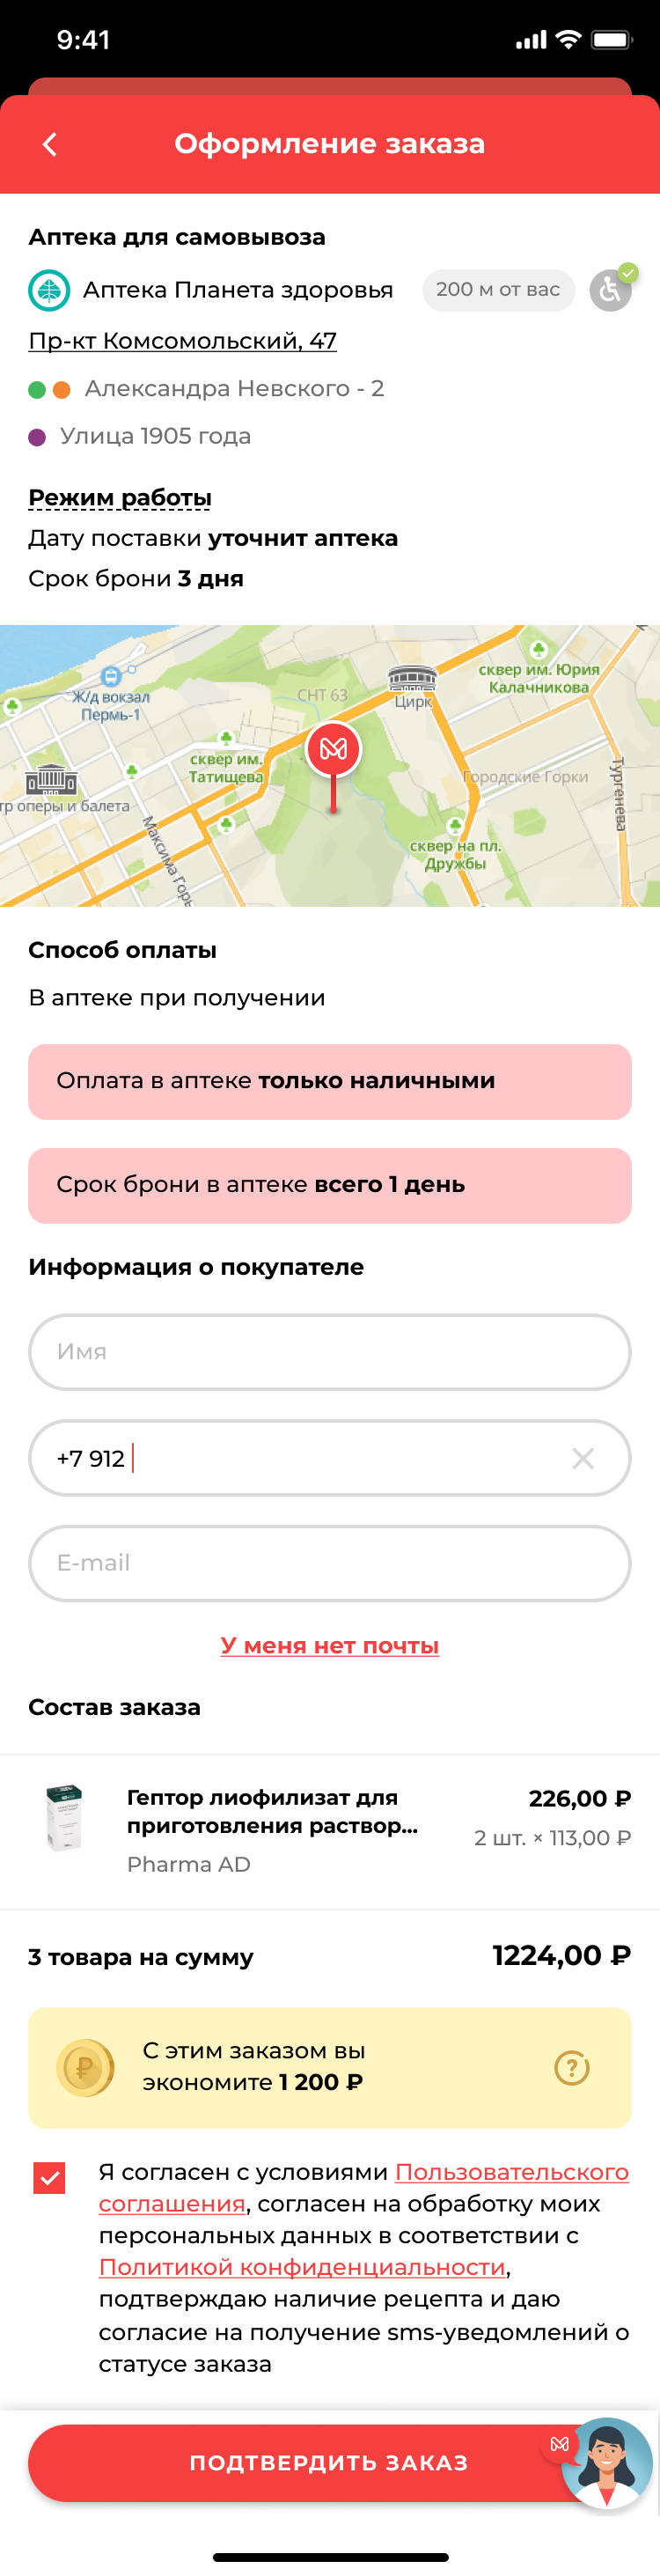 9:41
Оформление заказа
Аптека для самовывоза
Аптека Планета здоровья
200 м от вас
Пр-кт Комсомольский, 47
Александра Невского - 2
Улица 1905 года
Режим работы
Дату поставки уточнит аптека
Срок брони 3 дня
сквер им. Юрия
Калачникова
Ж/д вокзал
Пермь-1
СНТ 63
Цирк
сквер им.
Татищева
Городские Горки
Тургенева
тр оперы и балета
Максима Горь
сквер на пл.
Дружбы
Способ оплаты
В аптеке при получении
Оплата в аптеке только наличными
Срок брони в аптеке всего 1 день
Информация о покупателе
Имя
+7 912
E-mail
У меня нет почты
Состав заказа
Гептор лиофилизат для
приготовления раствор...
226,00 ₽
2 шт. × 113,00 ₽
Pharma AD
3 товара на сумму
1224,00 ₽
С этим заказом вы
экономите 1 200 ₽
Я согласен с условиями Пользовательского
соглашения, согласен на обработку моих
персональных данных в соответствии с
Политикой конфиденциальности,
подтверждаю наличие рецепта и даю
согласие на получение sms-уведомлений о
статусе заказа
ПОДТВЕРДИТЬ ЗАКАЗ